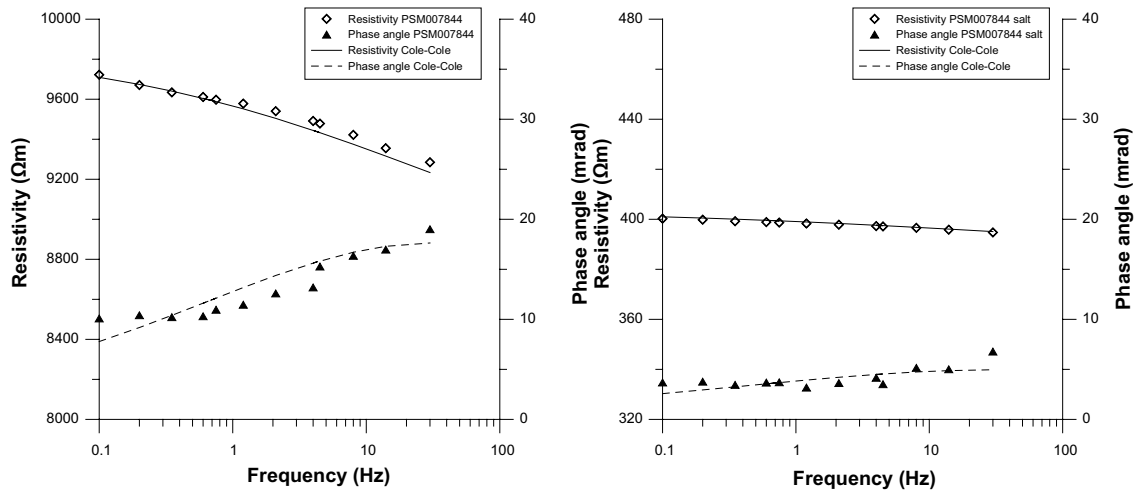 Resistivity PSM007844
Phase angle PSM007844
Resistivity Cole-Cole
Phase angle Cole-Cole
10000
9600
9200
8800
8400
8000
Resistivity (Ωm)
40
30
20
10
0
Phase angle (mrad)
0.1 1 10 100
Frequency (Hz)
Resistivity PSM007844 salt
Phase angle PSM007844 salt
Resistivity Cole-Cole
Phase angle Cole-Cole
480
440
400
360
320
Resistivity (Ωm)
40
30
20
10
0
Phase angle (mrad)
0.1 1 10 100
Frequency (Hz)